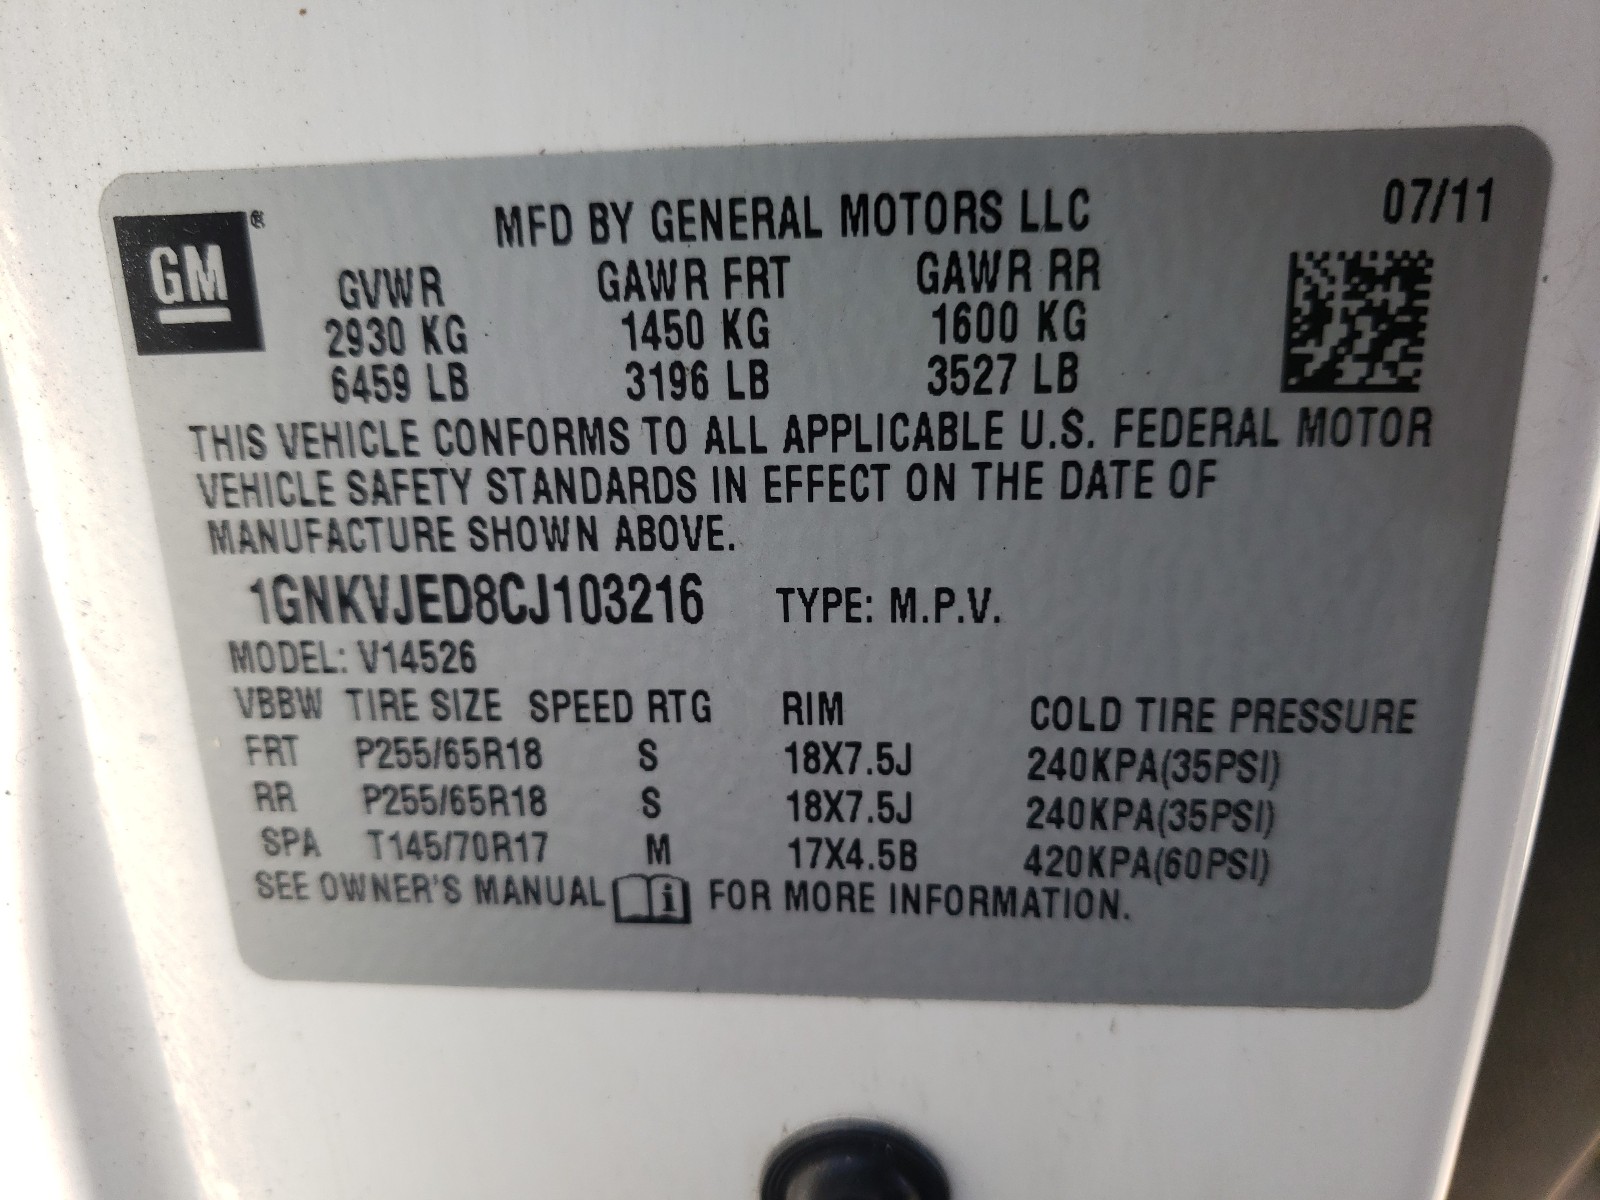 GM ®
MFD BY GENERAL MOTORS LLC 07/11
GVWR GAWR FRT GAWR RR
2930 KG 1450 KG 1600 KG
6459 LB 3196 LB 3527 LB
THIS VEHICLE CONFORMS TO ALL APPLICABLE U.S. FEDERAL MOTOR
VEHICLE SAFETY STANDARDS IN EFFECT ON THE DATE OF
MANUFACTURE SHOWN ABOVE.
1GNKVJED8CJ103216 TYPE: M.P.V.
MODEL: V14526
VBBW TIRE SIZE SPEED RTG RIM COLD TIRE PRESSURE
FRT P255/65R18 S 18X7.5J 240KPA(35PSI)
RR P255/65R18 S 18X7.5J 240KPA(35PSI)
SPA T145/70R17 M 17X4.5B 420KPA(60PSI)
SEE OWNER'S MANUAL i FOR MORE INFORMATION.